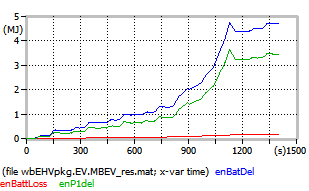 5
(MJ)
4
3
2
1
0
0 300 600 900 1200 (s)1500
(file wbEHVpkg.EV.MBEV_res.mat; x-var time) enBatDel
enBattLoss enP1del